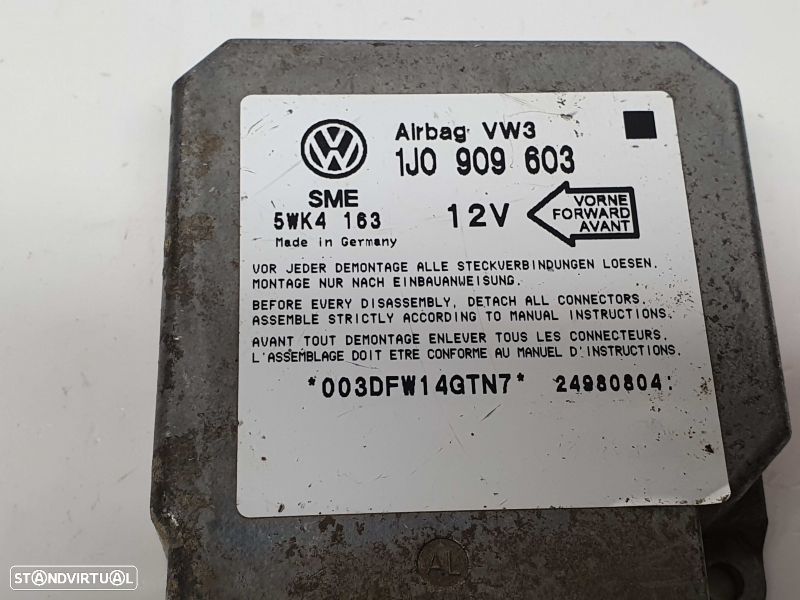 Airbag VW3
1J0 909 603
SME
5WK4 163
12V
VORNE
FORWARD
AVANT
Made in Germany
VOR JEDER DEMONTAGE ALLE STECKVERBINDUNGEN LOESEN.
MONTAGE NUR NACH EINBAUANWEISUNG.
BEFORE EVERY DISASSEMBLY, DETACH ALL CONNECTORS.
ASSEMBLE STRICTLY ACCORDING TO MANUAL INSTRUCTIONS.
AVANT TOUT DEMONTAGE ENLEVER TOUS LES CONNECTEURS.
L'ASSEMBLAGE DOIT ETRE CONFORME AU MANUEL D'INSTRUCTIONS.
*003DFW14GTN7* 24980804:
AL
STANDVIRTUAL